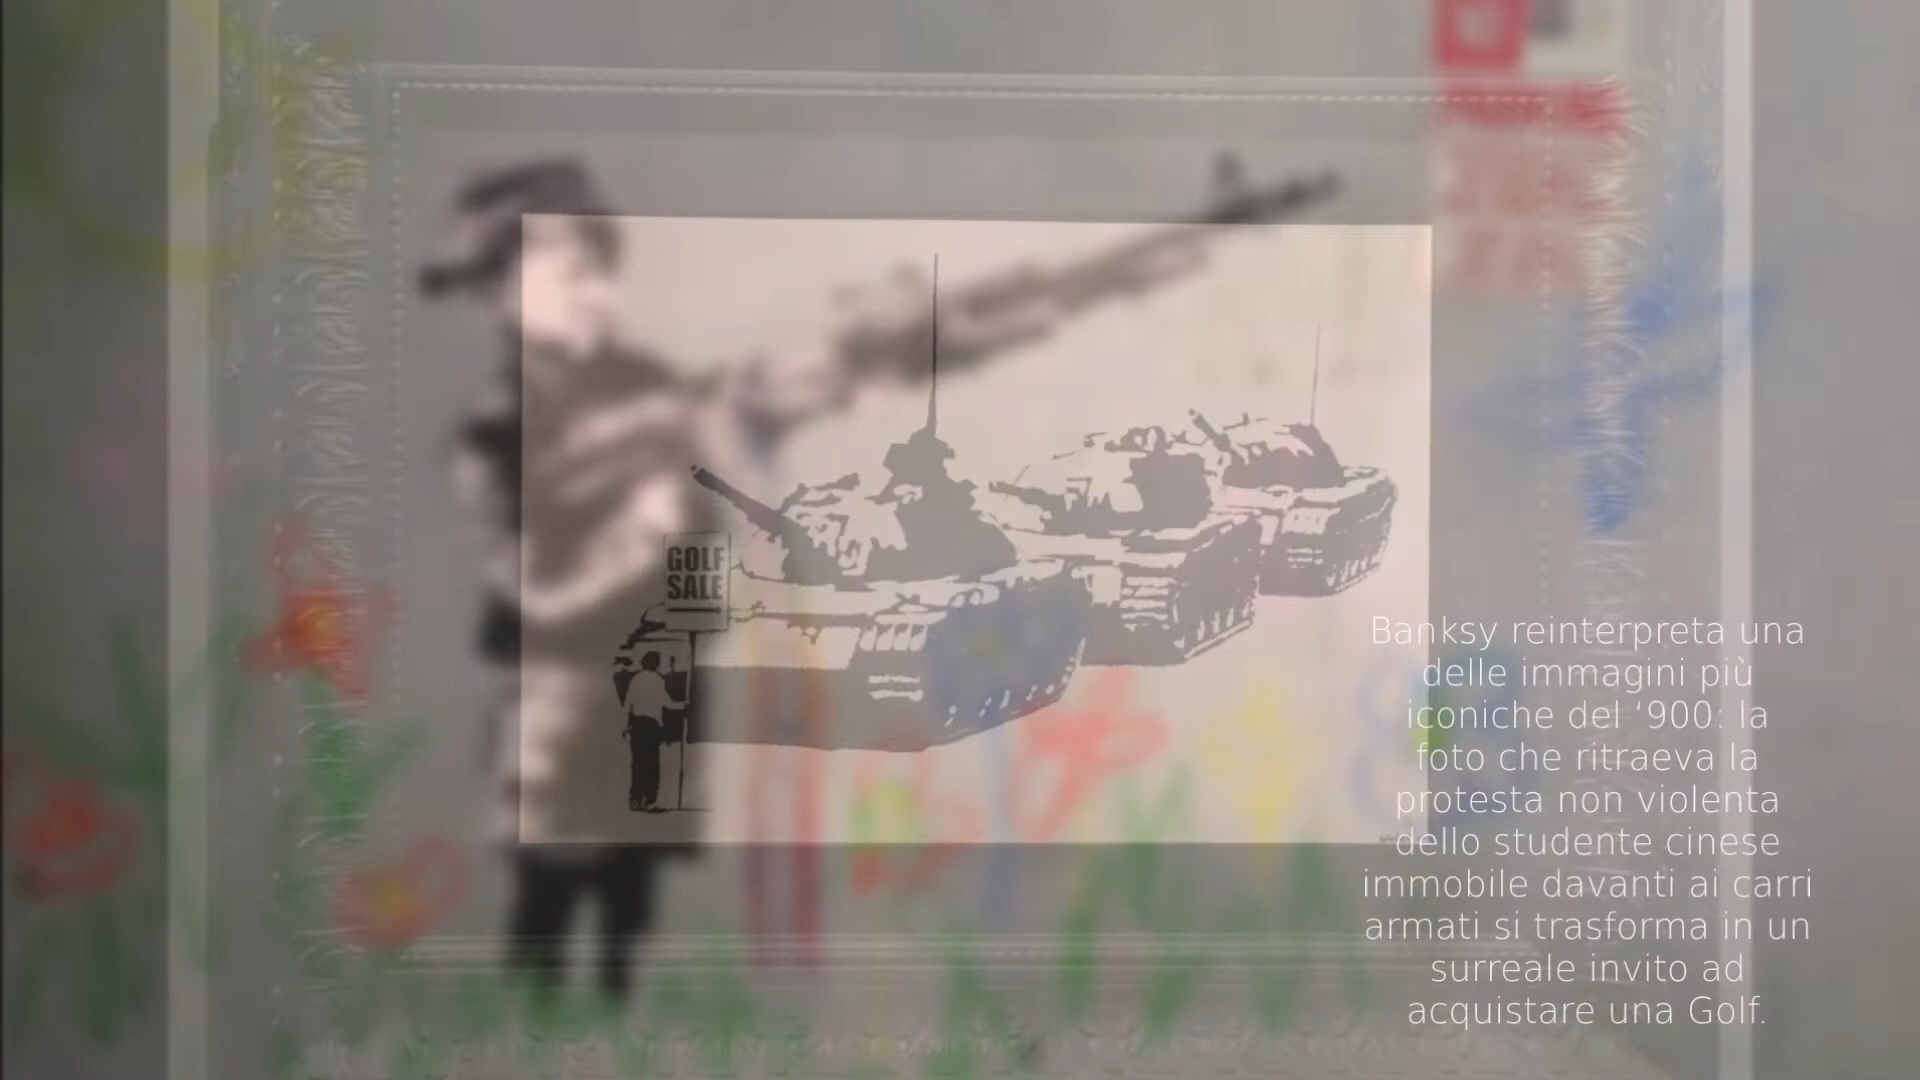 GOLF
SALE
Banksy reinterpreta una
delle immagini più
iconiche del ‘900: la
foto che ritraeva la
protesta non violenta
dello studente cinese
immobile davanti ai carri
armati si trasforma in un
surreale invito ad
acquistare una Golf.